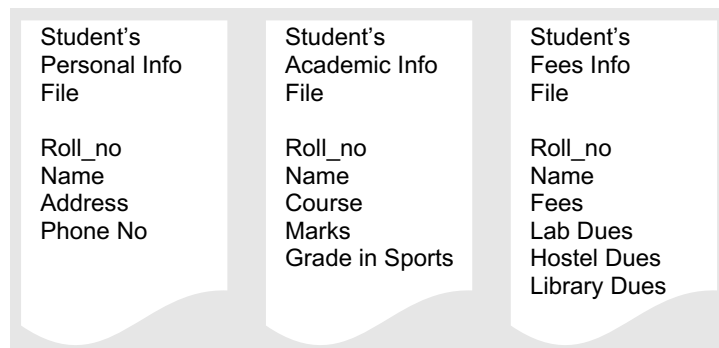 Student’s
Personal Info
File
Roll_no
Name
Address
Phone No
Student’s
Academic Info
File
Roll_no
Name
Course
Marks
Grade in Sports
Student’s
Fees Info
File
Roll_no
Name
Fees
Lab Dues
Hostel Dues
Library Dues